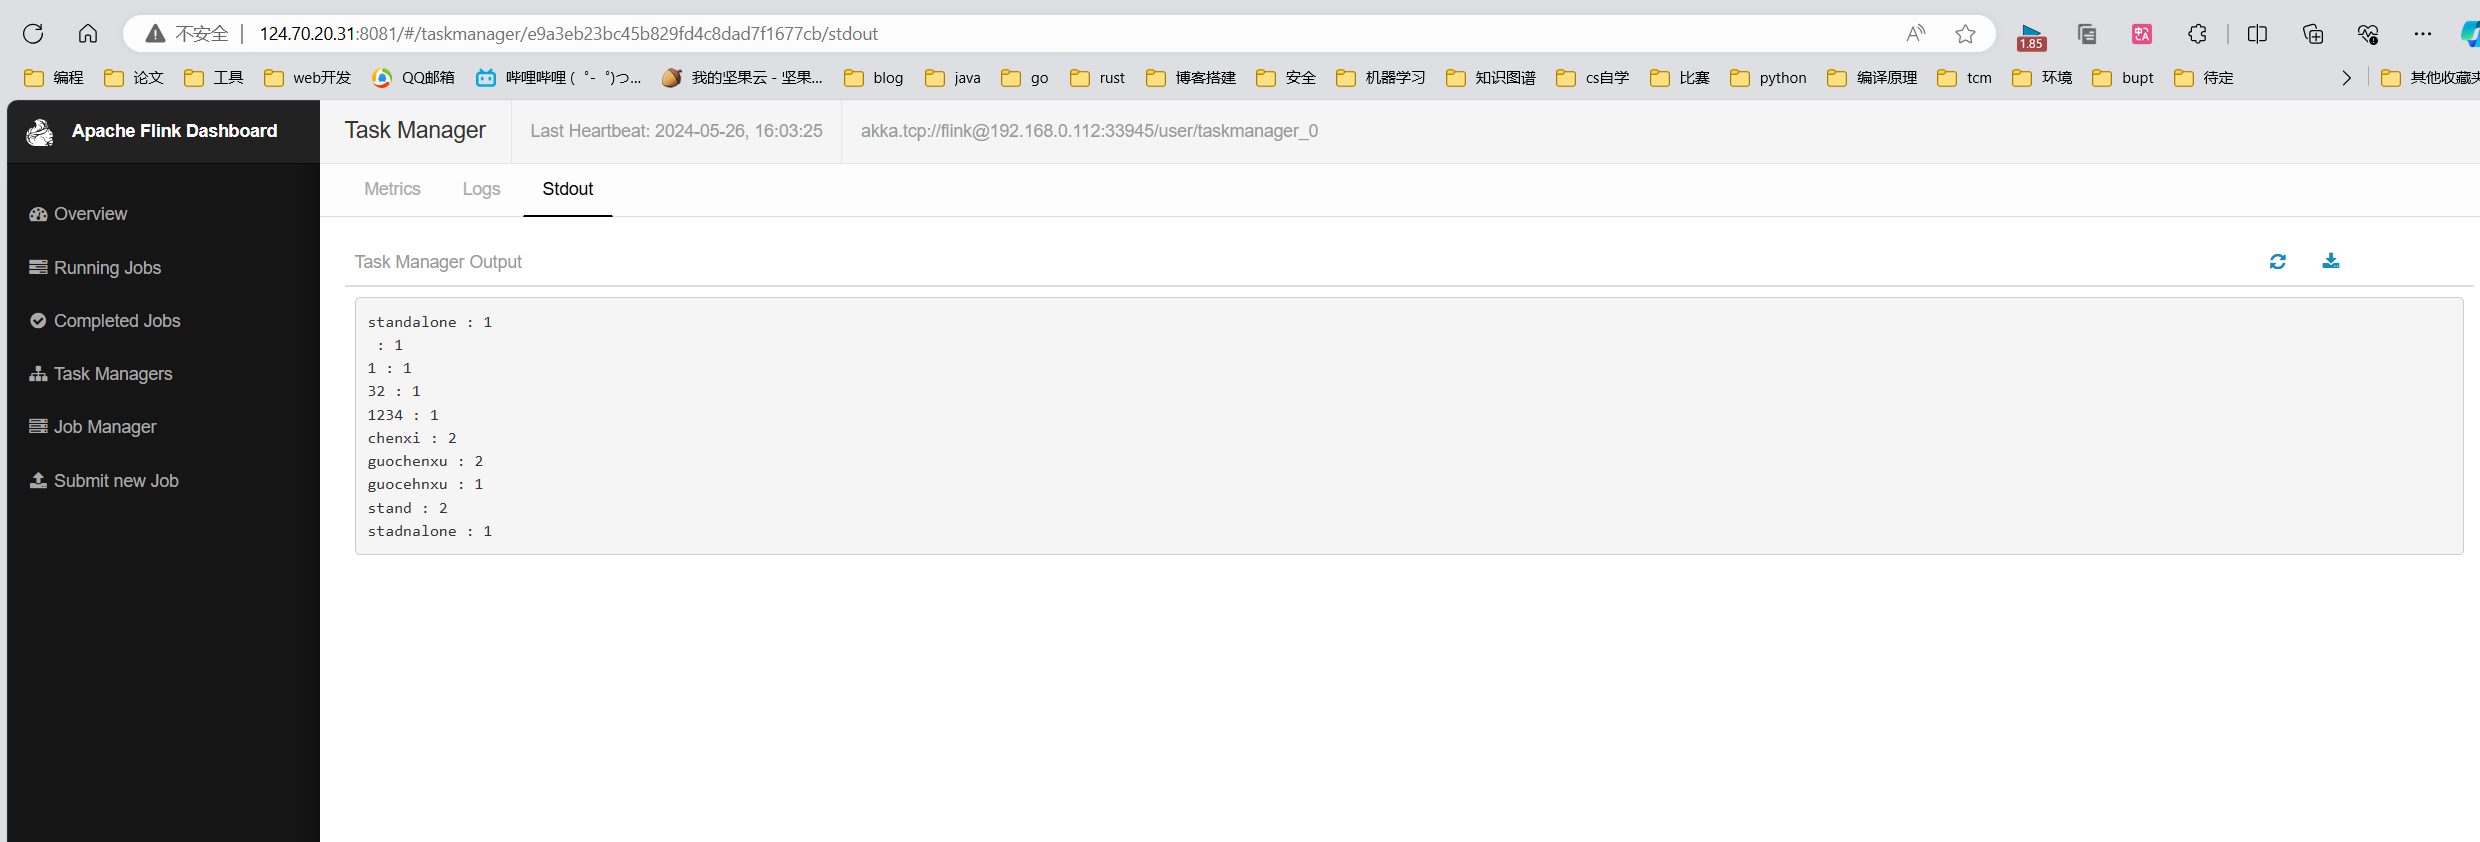 不安全 | 124.70.20.31:8081/#/taskmanager/e9a3eb23bc45b829fd4c8dad7f1677cb/stdout
1.85
编程 论文 工具 web开发 QQ邮箱 哔哩哔哩 (゜-゜)つ... 我的坚果云 - 坚果... blog java go rust 博客搭建 安全 机器学习 知识图谱 cs自学 比赛 python 编译原理 tcm 环境 bupt 待定 其他收藏夹
Apache Flink Dashboard
Task Manager Last Heartbeat: 2024-05-26, 16:03:25 akka.tcp://flink@192.168.0.112:33945/user/taskmanager_0
Metrics Logs Stdout
Overview
Running Jobs
Completed Jobs
Task Managers
Job Manager
Submit new Job
Task Manager Output
standalone : 1
 : 1
1 : 1
32 : 1
1234 : 1
chenxi : 2
guochenxu : 2
guocehnxu : 1
stand : 2
stadnalone : 1